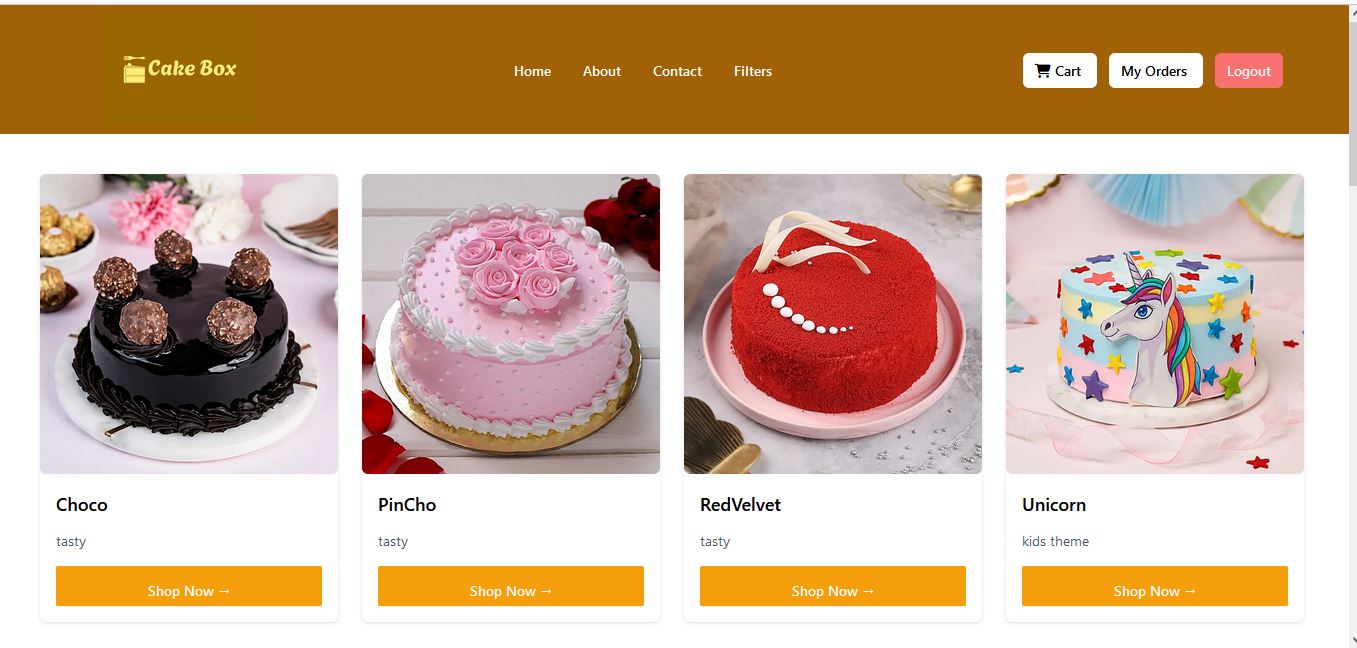 Cake Box
Home About Contact Filters
Cart My Orders Logout
Choco
tasty
Shop Now →
PinCho
tasty
Shop Now →
RedVelvet
tasty
Shop Now →
Unicorn
kids theme
Shop Now →